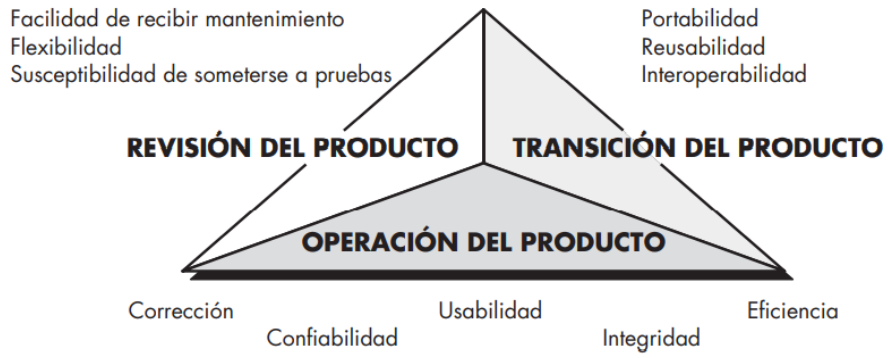 Facilidad de recibir mantenimiento
Flexibilidad
Susceptibilidad de someterse a pruebas
Portabilidad
Reusabilidad
Interoperabilidad
REVISIÓN DEL PRODUCTO
TRANSICIÓN DEL PRODUCTO
OPERACIÓN DEL PRODUCTO
Corrección
Usabilidad
Eficiencia
Confiabilidad
Integridad